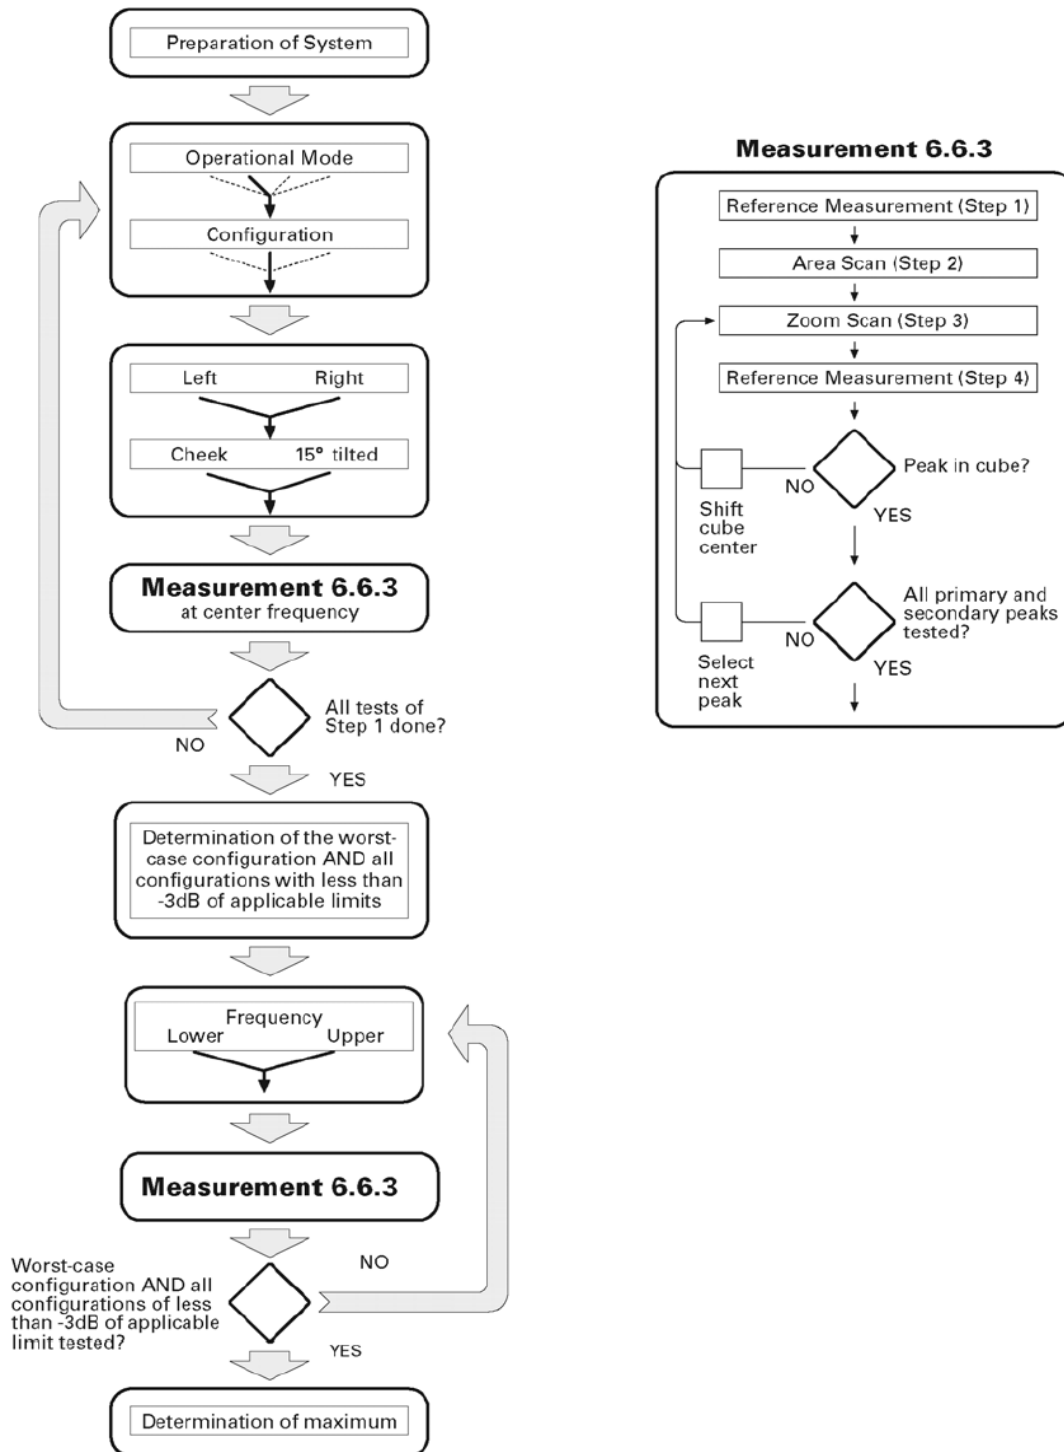 Preparation of System
Operational Mode
Configuration
Left Right
Cheek 15° tilted
Measurement 6.6.3
at center frequency
All tests of
Step 1 done?
NO
YES
Determination of the worst-
case configuration AND all
configurations with less than
-3dB of applicable limits
Frequency
Lower Upper
Measurement 6.6.3
Worst-case
configuration AND all
configurations of less
than -3dB of applicable
limit tested?
NO
YES
Determination of maximum
Measurement 6.6.3
Reference Measurement (Step 1)
Area Scan (Step 2)
Zoom Scan (Step 3)
Reference Measurement (Step 4)
Peak in cube?
NO
YES
Shift
cube
center
All primary and
secondary peaks
tested?
NO
YES
Select
next
peak